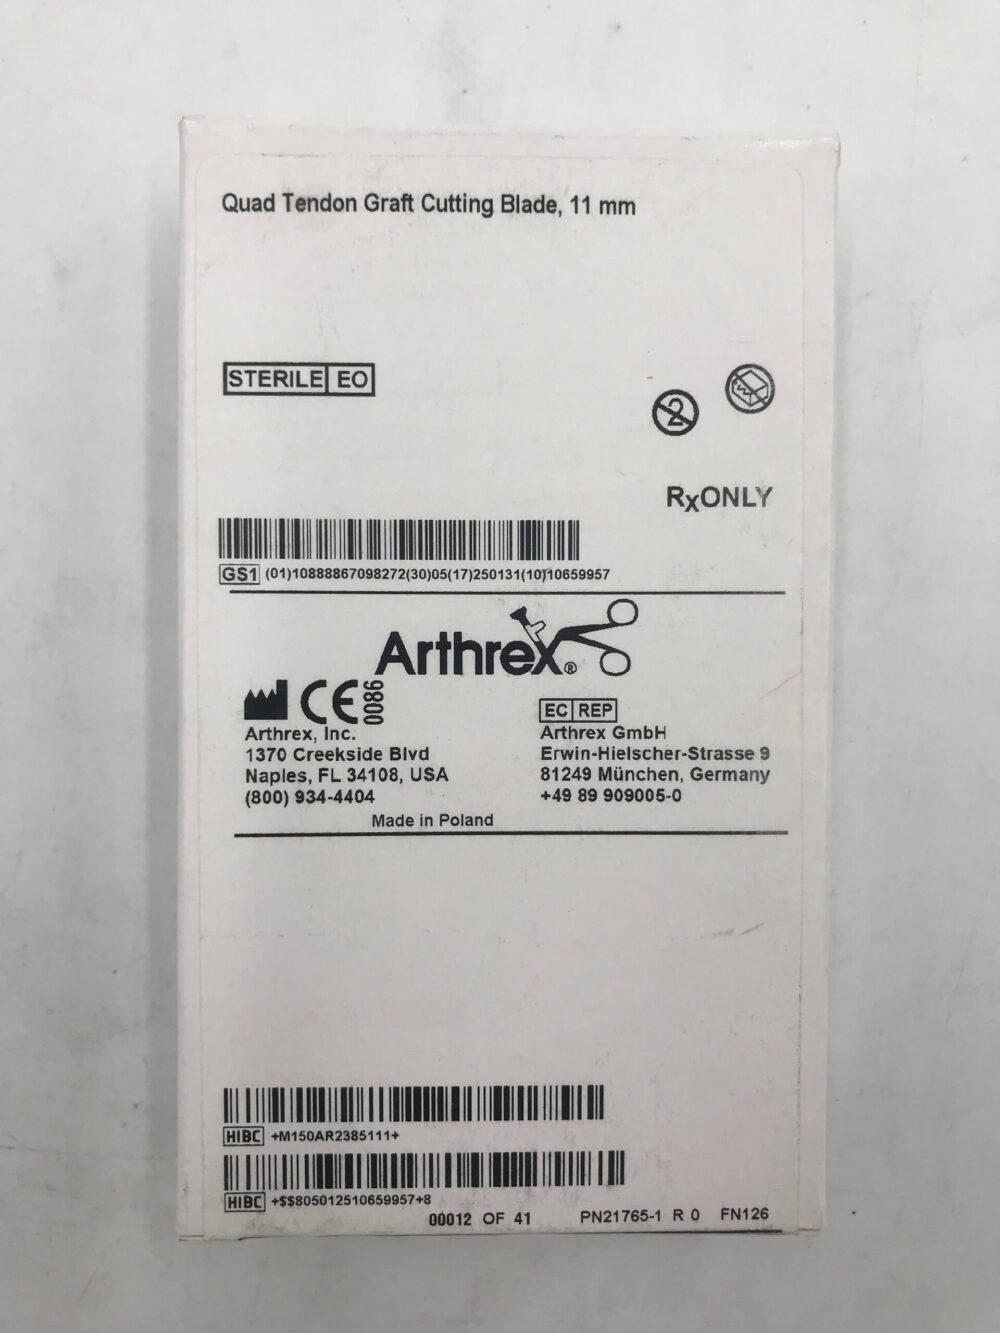 Quad Tendon Graft Cutting Blade, 11 mm
STERILE EO
2
RxONLY
GS1 (01)10888867098272(30)05(17)250131(10)10659957
Arthrex®
CE 0086
EC REP
Arthrex, Inc.
1370 Creekside Blvd
Naples, FL 34108, USA
(800) 934-4404
Arthrex GmbH
Erwin-Hielscher-Strasse 9
81249 München, Germany
+49 89 909005-0
Made in Poland
HIBC +M150AR2385111+
HIBC +$$805012510659957+8
00012 OF 41 PN21765-1 R 0 FN126